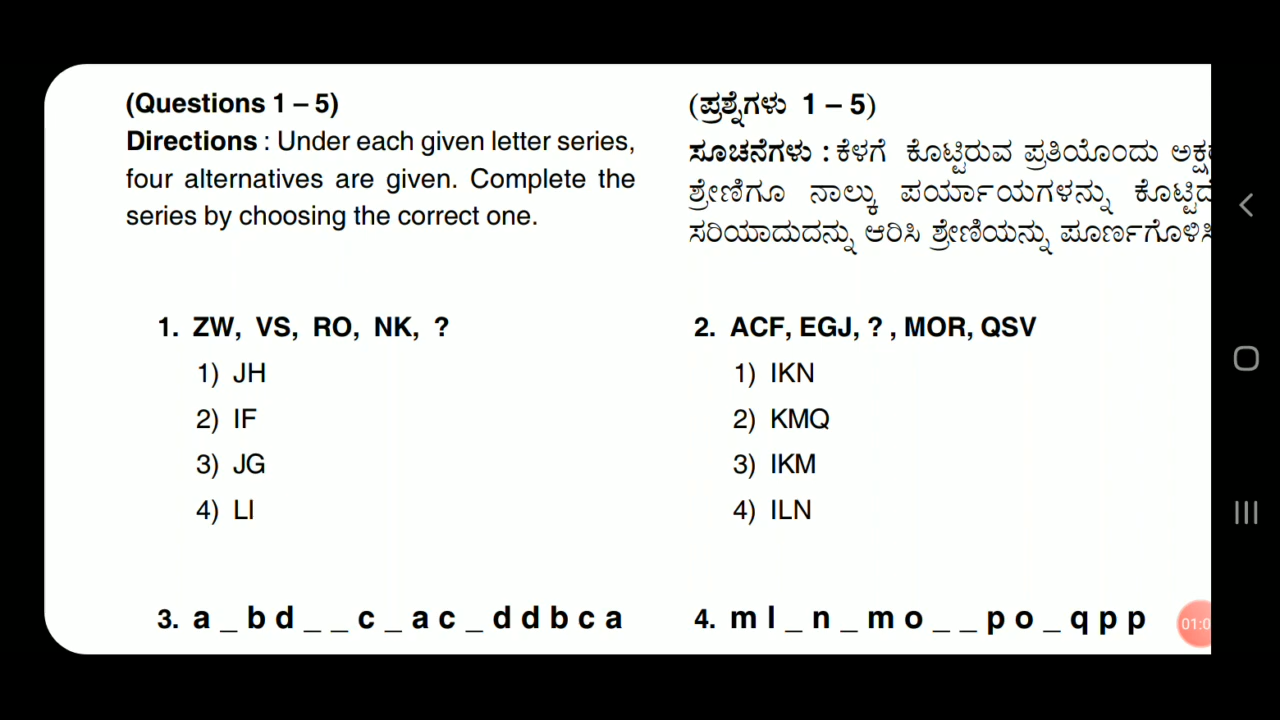 (Questions 1 – 5)
Directions : Under each given letter series,
four alternatives are given. Complete the
series by choosing the correct one.
(ಪ್ರಶ್ನೆಗಳು 1 – 5)
ಸೂಚನೆಗಳು : ಕೆಳಗೆ ಕೊಟ್ಟಿರುವ ಪ್ರತಿಯೊಂದು
ಶ್ರೇಣಿಗೂ ನಾಲ್ಕು ಪರ್ಯಾಯಗಳನ್ನು
ಸರಿಯಾದುದನ್ನು ಆರಿಸಿ ಶ್ರೇಣಿಯನ್ನು
1. ZW, VS, RO, NK, ?
1) JH
2) IF
3) JG
4) LI
2. ACF, EGJ, ? , MOR, QSV
1) IKN
2) KMQ
3) IKM
4) ILN
3. a _ b d _ _ c _ a c _ d d b c a
4. m l _ n _ m o _ _ p o _ q p p